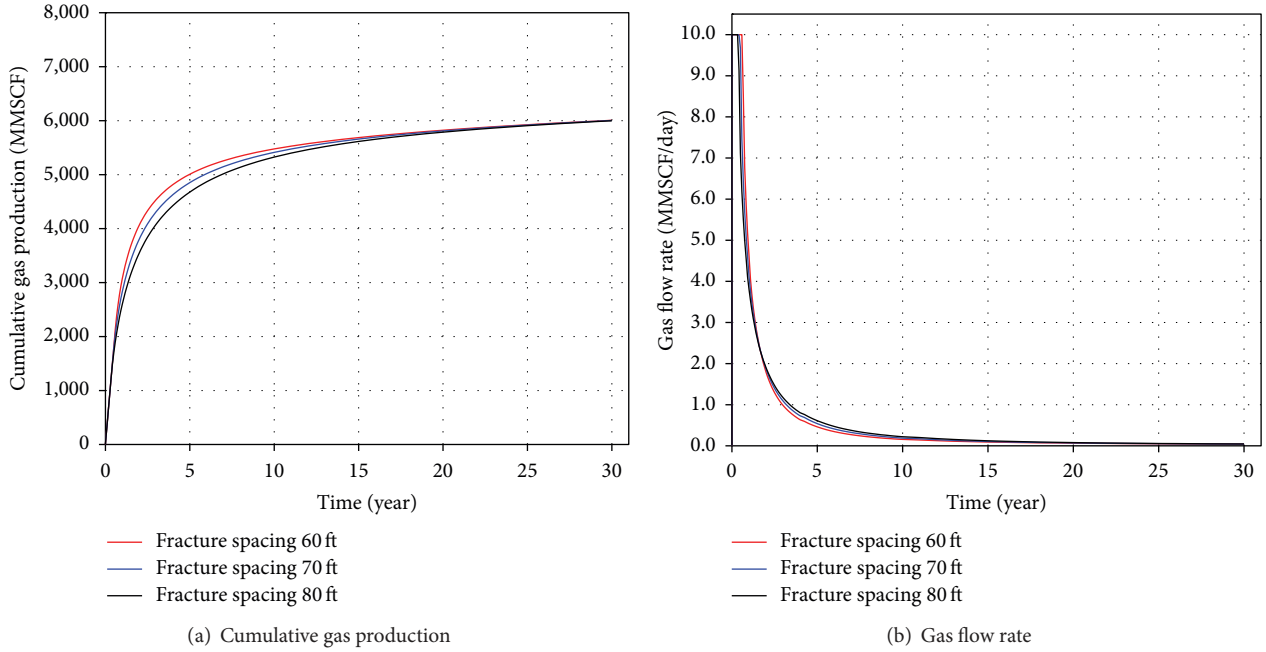 8,000
7,000
6,000
5,000
4,000
3,000
2,000
1,000
0
Cumulative gas production (MMSCF)
0 5 10 15 20 25 30
Time (year)
Fracture spacing 60 ft
Fracture spacing 70 ft
Fracture spacing 80 ft
(a) Cumulative gas production
10.0
9.0
8.0
7.0
6.0
5.0
4.0
3.0
2.0
1.0
0.0
Gas flow rate (MMSCF/day)
0 5 10 15 20 25 30
Time (year)
Fracture spacing 60 ft
Fracture spacing 70 ft
Fracture spacing 80 ft
(b) Gas flow rate